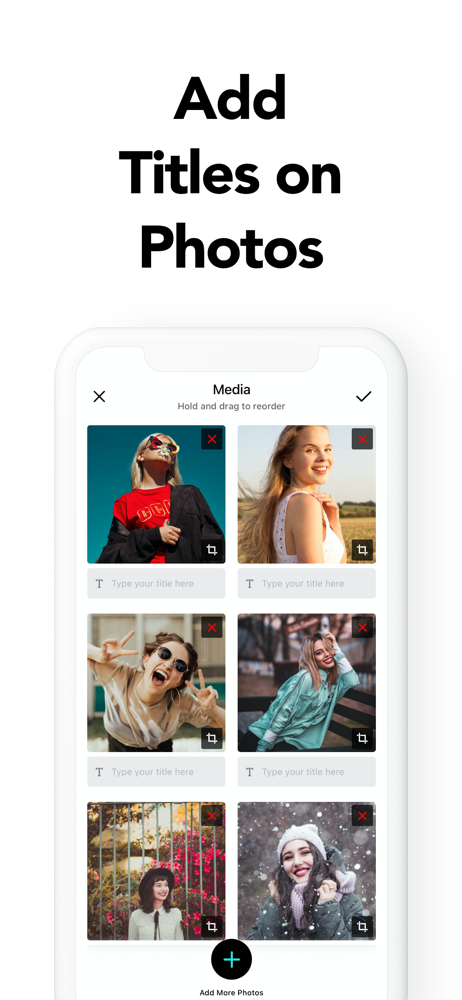 Add
Titles on
Photos
Media
Hold and drag to reorder
T Type your title here
T Type your title here
T Type your title here
T Type your title here
Add More Photos